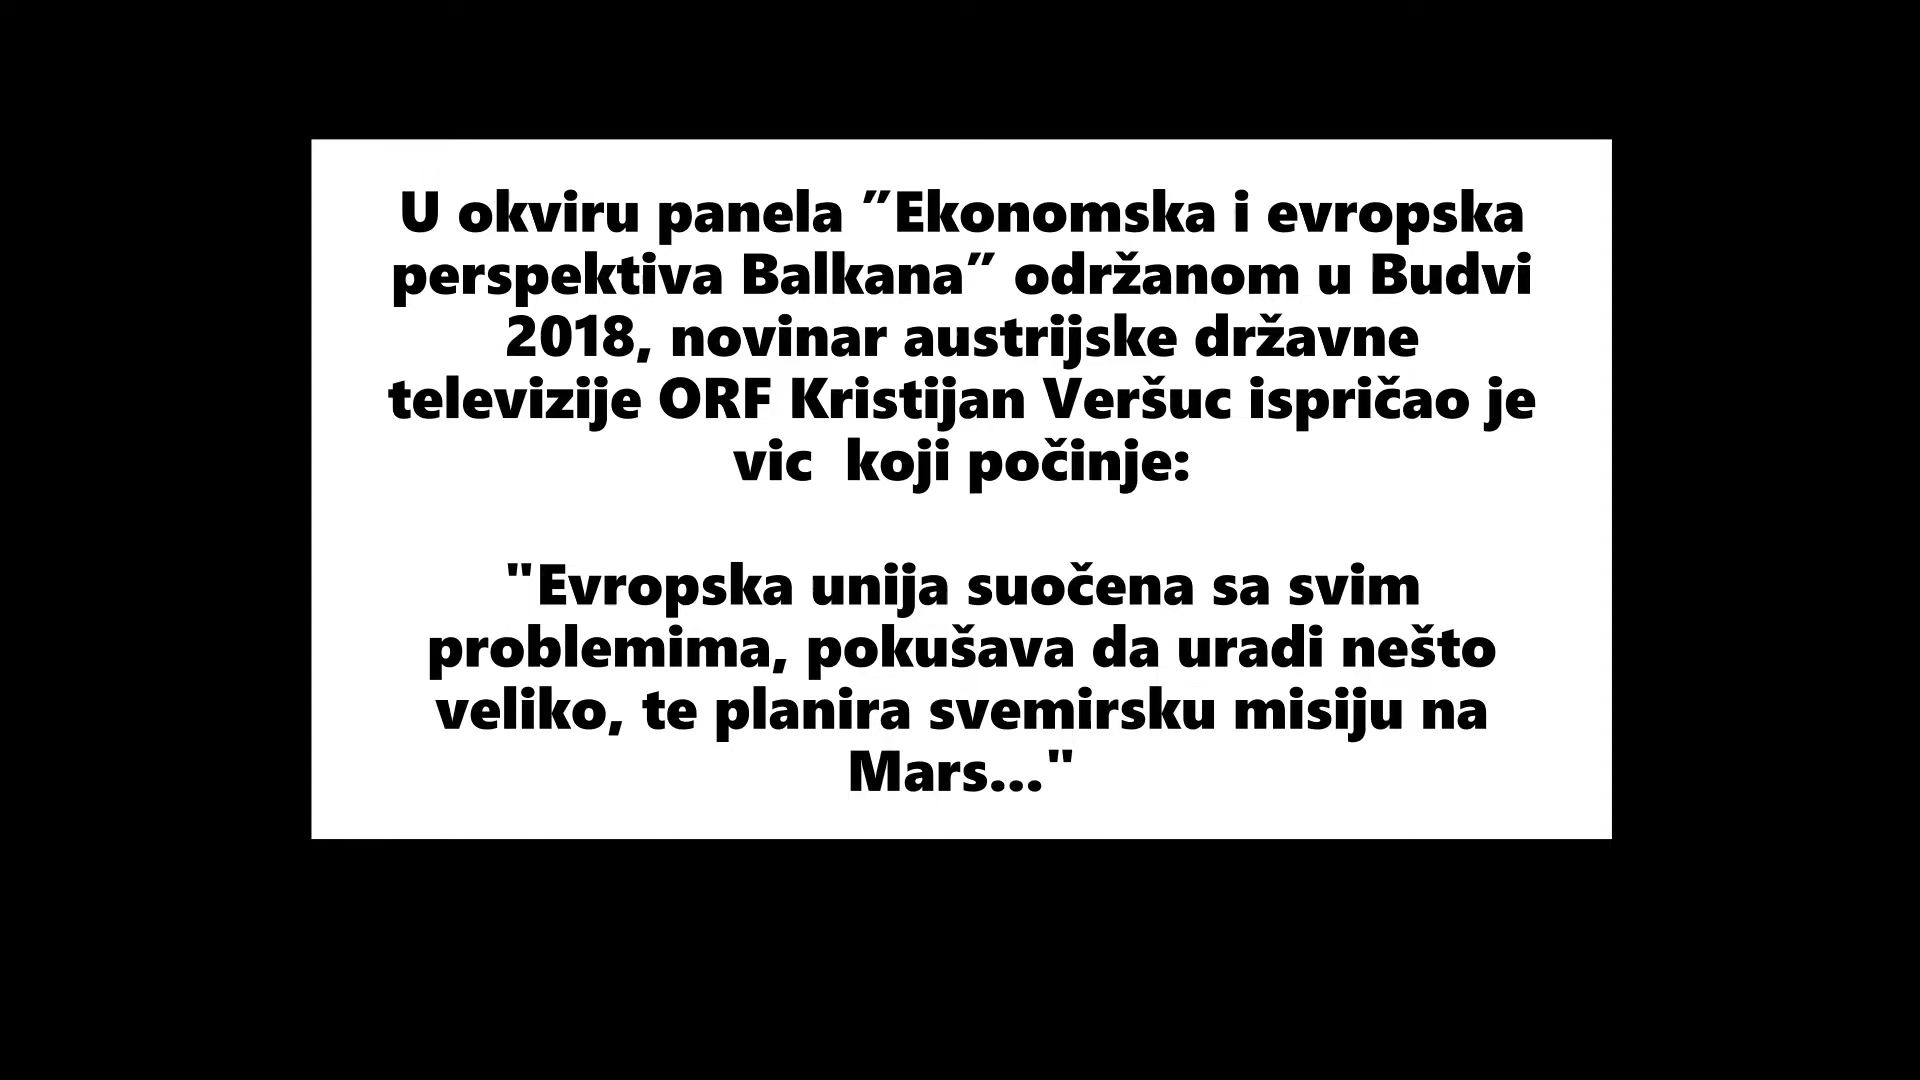 U okviru panela ”Ekonomska i evropska
perspektiva Balkana” održanom u Budvi
2018, novinar austrijske državne
televizije ORF Kristijan Veršuc ispričao je
vic  koji počinje:
"Evropska unija suočena sa svim
problemima, pokušava da uradi nešto
veliko, te planira svemirsku misiju na
Mars..."